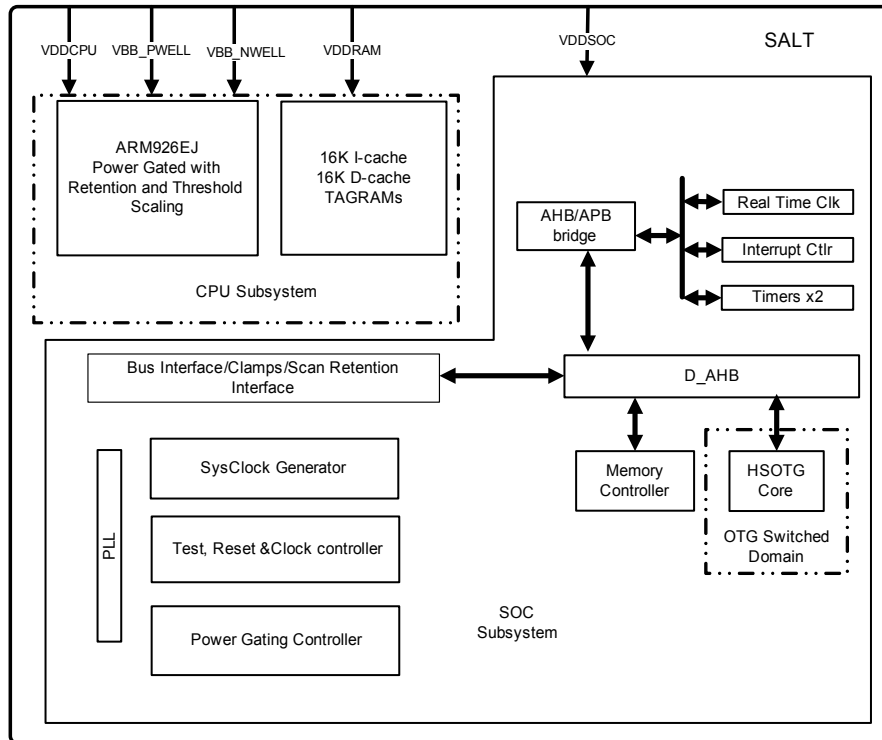 VDDCPU
VBB_PWELL
VBB_NWELL
VDDRAM
VDDSOC
SALT
ARM926EJ
Power Gated with
Retention and Threshold
Scaling
16K I-cache
16K D-cache
TAGRAMs
CPU Subsystem
AHB/APB
bridge
Real Time Clk
Interrupt Ctlr
Timers x2
Bus Interface/Clamps/Scan Retention
Interface
D_AHB
PLL
SysClock Generator
Test, Reset &Clock controller
Power Gating Controller
Memory
Controller
HSOTG
Core
OTG Switched
Domain
SOC
Subsystem